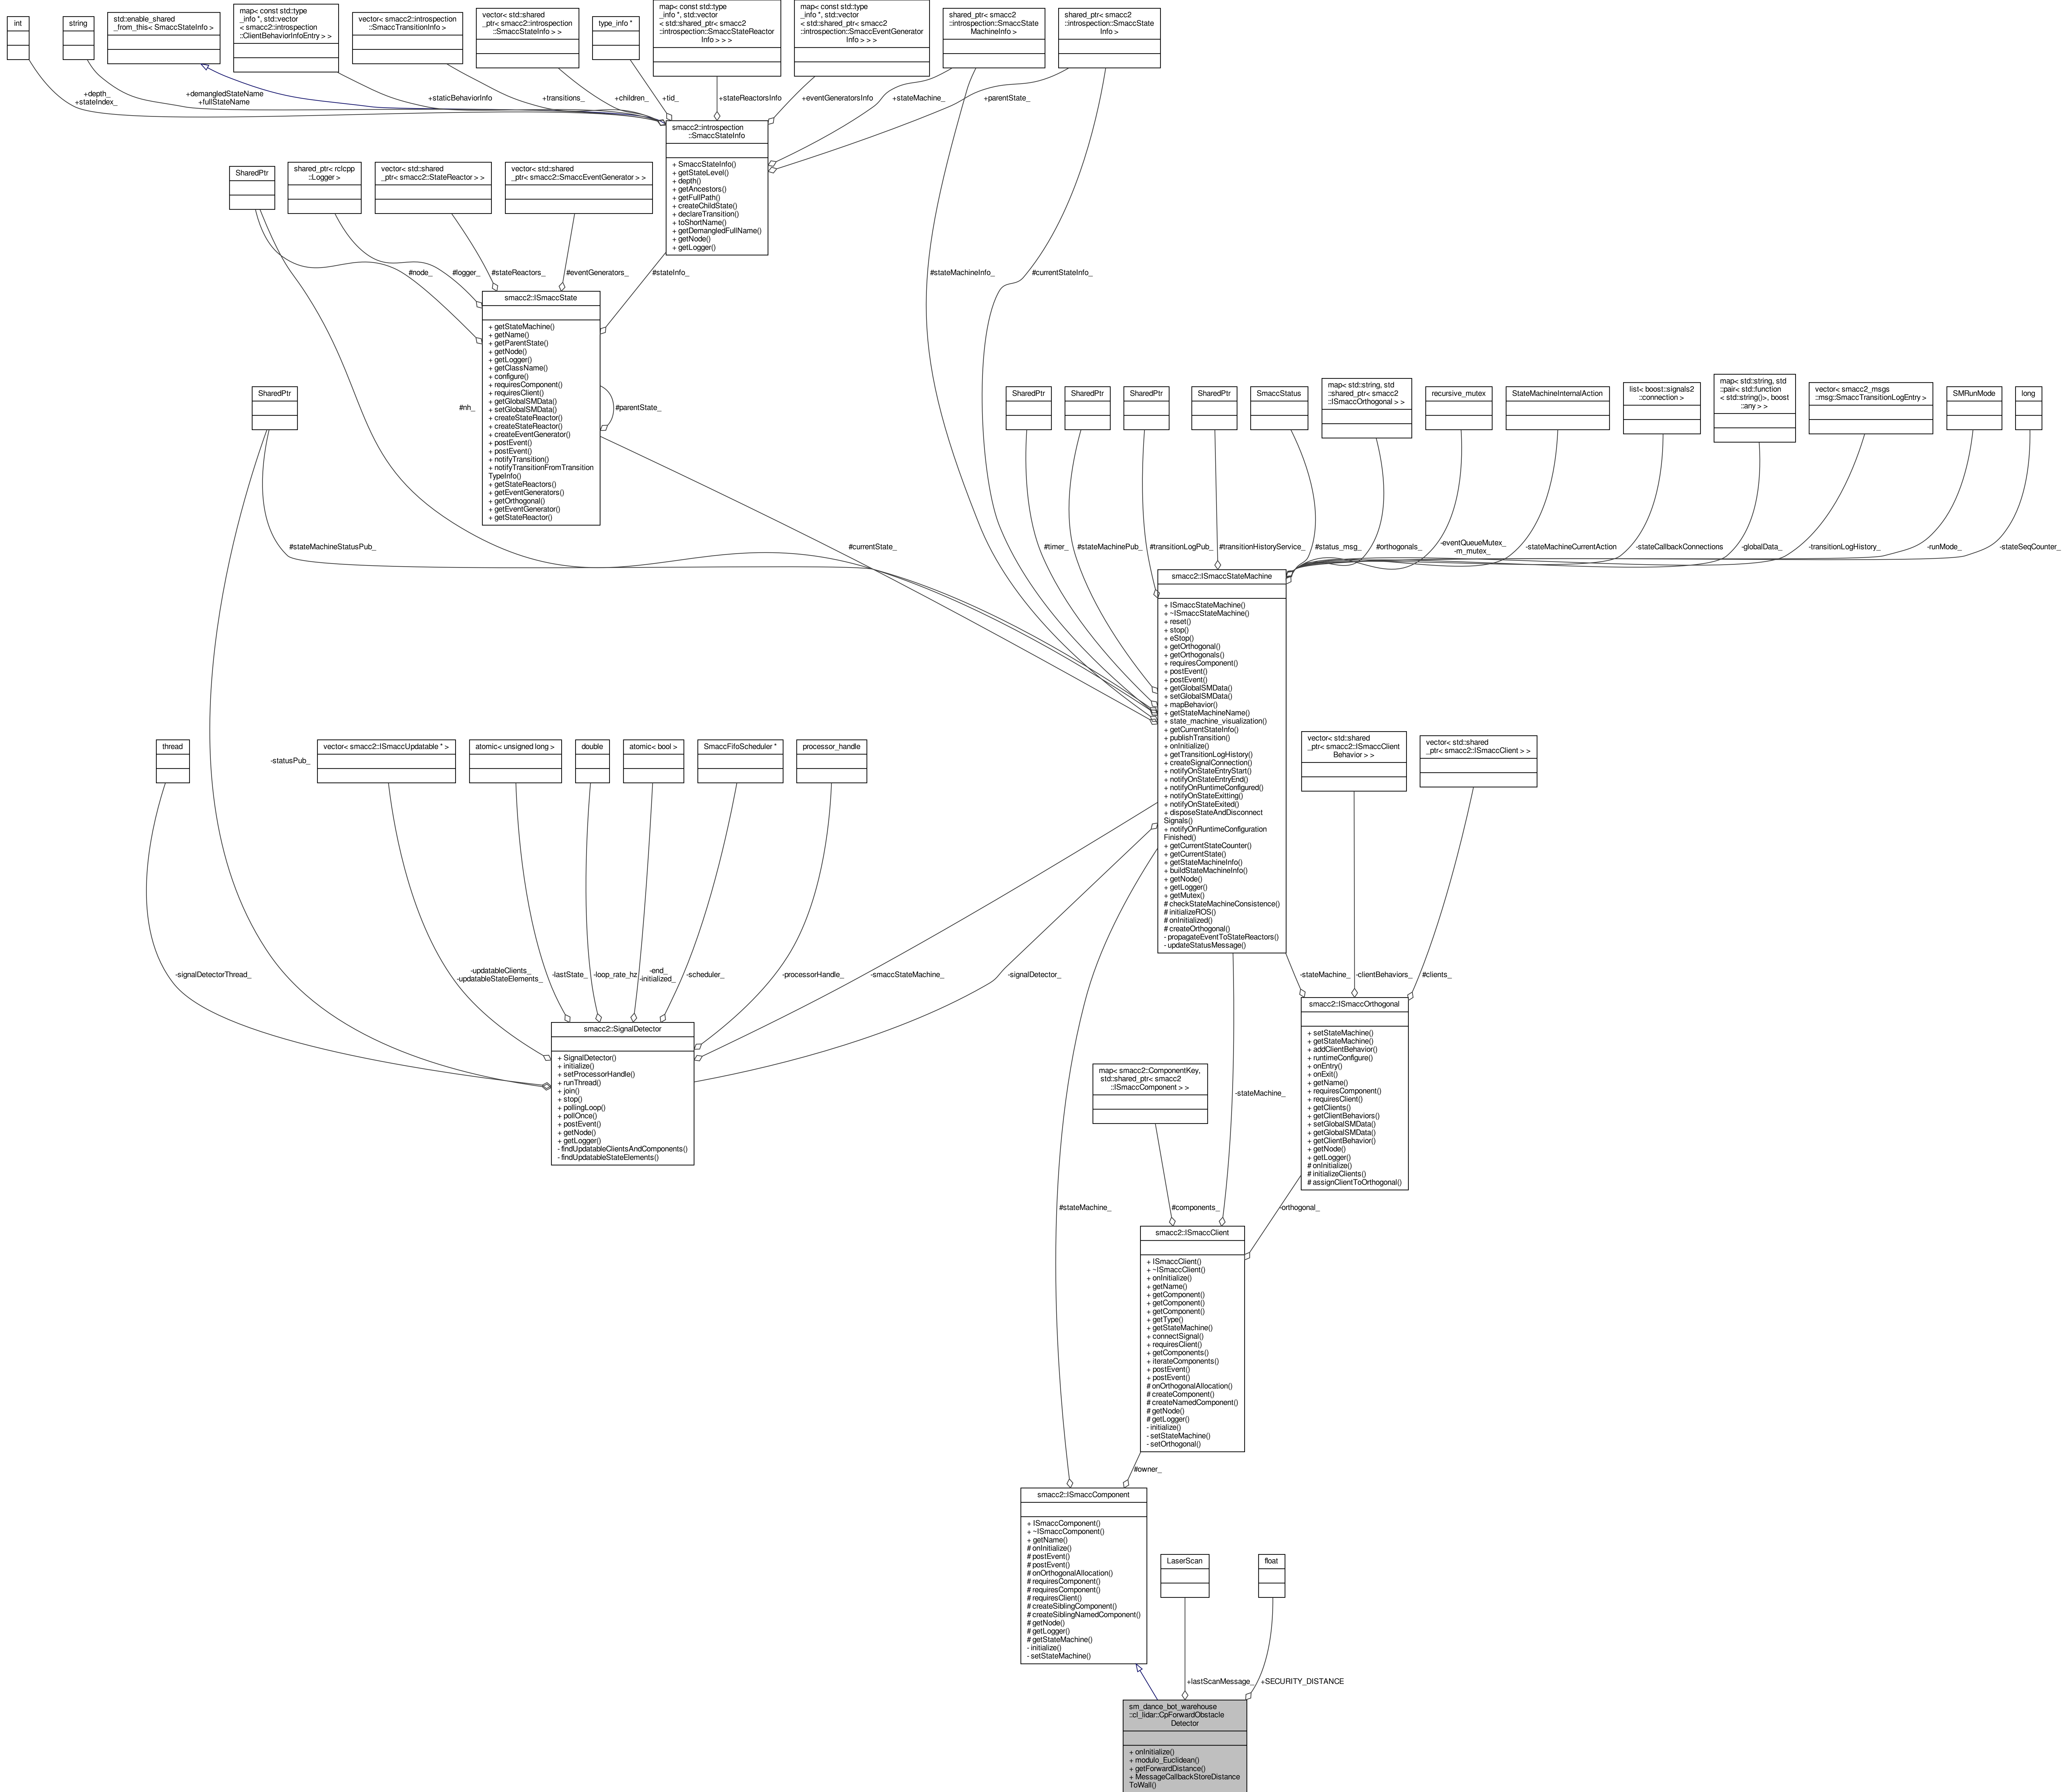 int
string
std::enable_shared
_from_this< SmaccStateInfo >
map< const std::type
_info *, std::vector
< smacc2::introspection
::ClientBehaviorInfoEntry > >
vector< smacc2::introspection
::SmaccTransitionInfo >
vector< std::shared
_ptr< smacc2::introspection
::SmaccStateInfo > >
type_info *
map< const std::type
_info *, std::vector
< std::shared_ptr< smacc2
::introspection::SmaccStateReactor
Info > > >
map< const std::type
_info *, std::vector
< std::shared_ptr< smacc2
::introspection::SmaccEventGenerator
Info > > >
shared_ptr< smacc2
::introspection::SmaccState
MachineInfo >
shared_ptr< smacc2
::introspection::SmaccState
Info >
+depth_
+stateIndex_
+demangledStateName
+fullStateName
+staticBehaviorInfo
+transitions_
+children_
+tid_
+stateReactorsInfo
+eventGeneratorsInfo
+stateMachine_
+parentState_
smacc2::introspection
::SmaccStateInfo
+ SmaccStateInfo()
+ getStateLevel()
+ depth()
+ getAncestors()
+ getFullPath()
+ createChildState()
+ declareTransition()
+ toShortName()
+ getDemangledFullName()
+ getNode()
+ getLogger()
SharedPtr
shared_ptr< rclcpp
::Logger >
vector< std::shared
_ptr< smacc2::StateReactor > >
vector< std::shared
_ptr< smacc2::SmaccEventGenerator > >
#node_
#logger_
#stateReactors_
#eventGenerators_
#stateInfo_
#stateMachineInfo_
#currentStateInfo_
smacc2::ISmaccState
+ getStateMachine()
+ getName()
+ getParentState()
+ getNode()
+ getLogger()
+ getClassName()
+ configure()
+ requiresComponent()
+ requiresClient()
+ getGlobalSMData()
+ setGlobalSMData()
+ createStateReactor()
+ createStateReactor()
+ createEventGenerator()
+ postEvent()
+ postEvent()
+ notifyTransition()
+ notifyTransitionFromTransition
TypeInfo()
+ getStateReactors()
+ getEventGenerators()
+ getOrthogonal()
+ getEventGenerator()
+ getStateReactor()
#parentState_
#nh_
SharedPtr
SharedPtr
SharedPtr
SharedPtr
SharedPtr
SmaccStatus
map< std::string, std
::shared_ptr< smacc2
::ISmaccOrthogonal > >
recursive_mutex
StateMachineInternalAction
list< boost::signals2
::connection >
map< std::string, std
::pair< std::function
< std::string()>, boost
::any > >
vector< smacc2_msgs
::msg::SmaccTransitionLogEntry >
SMRunMode
long
#stateMachineStatusPub_
#currentState_
#timer_
#stateMachinePub_
#transitionLogPub_
#transitionHistoryService_
#status_msg_
#orthogonals_
-eventQueueMutex_
-m_mutex_
-stateMachineCurrentAction
-stateCallbackConnections
-globalData_
-transitionLogHistory_
-runMode_
-stateSeqCounter_
smacc2::ISmaccStateMachine
+ ISmaccStateMachine()
+ ~ISmaccStateMachine()
+ reset()
+ stop()
+ eStop()
+ getOrthogonal()
+ getOrthogonals()
+ requiresComponent()
+ postEvent()
+ postEvent()
+ getGlobalSMData()
+ setGlobalSMData()
+ mapBehavior()
+ getStateMachineName()
+ state_machine_visualization()
+ getCurrentStateInfo()
+ publishTransition()
+ onInitialize()
+ getTransitionLogHistory()
+ createSignalConnection()
+ notifyOnStateEntryStart()
+ notifyOnStateEntryEnd()
+ notifyOnRuntimeConfigured()
+ notifyOnStateExitting()
+ notifyOnStateExited()
+ disposeStateAndDisconnect
Signals()
+ notifyOnRuntimeConfiguration
Finished()
+ getCurrentStateCounter()
+ getCurrentState()
+ getStateMachineInfo()
+ buildStateMachineInfo()
+ getNode()
+ getLogger()
+ getMutex()
# checkStateMachineConsistence()
# initializeROS()
# onInitialized()
# createOrthogonal()
- propagateEventToStateReactors()
- updateStatusMessage()
thread
-statusPub_
vector< smacc2::ISmaccUpdatable * >
atomic< unsigned long >
double
atomic< bool >
SmaccFifoScheduler *
processor_handle
vector< std::shared
_ptr< smacc2::ISmaccClient
Behavior > >
vector< std::shared
_ptr< smacc2::ISmaccClient > >
-signalDetectorThread_
-updatableClients_
-updatableStateElements_
-lastState_
-loop_rate_hz
-end_
-initialized_
-scheduler_
-processorHandle_
-smaccStateMachine_
-signalDetector_
-stateMachine_
-clientBehaviors_
#clients_
smacc2::SignalDetector
+ SignalDetector()
+ initialize()
+ setProcessorHandle()
+ runThread()
+ join()
+ stop()
+ pollingLoop()
+ pollOnce()
+ postEvent()
+ getNode()
+ getLogger()
- findUpdatableClientsAndComponents()
- findUpdatableStateElements()
smacc2::ISmaccOrthogonal
+ setStateMachine()
+ getStateMachine()
+ addClientBehavior()
+ runtimeConfigure()
+ onEntry()
+ onExit()
+ getName()
+ requiresComponent()
+ requiresClient()
+ getClients()
+ getClientBehaviors()
+ setGlobalSMData()
+ getGlobalSMData()
+ getClientBehavior()
+ getNode()
+ getLogger()
# onInitialize()
# initializeClients()
# assignClientToOrthogonal()
map< smacc2::ComponentKey,
std::shared_ptr< smacc2
::ISmaccComponent > >
-stateMachine_
#stateMachine_
#components_
-orthogonal_
smacc2::ISmaccClient
+ ISmaccClient()
+ ~ISmaccClient()
+ onInitialize()
+ getName()
+ getComponent()
+ getComponent()
+ getComponent()
+ getType()
+ getStateMachine()
+ connectSignal()
+ requiresClient()
+ getComponents()
+ iterateComponents()
+ postEvent()
+ postEvent()
# onOrthogonalAllocation()
# createComponent()
# createNamedComponent()
# getNode()
# getLogger()
- initialize()
- setStateMachine()
- setOrthogonal()
#owner_
smacc2::ISmaccComponent
+ ISmaccComponent()
+ ~ISmaccComponent()
+ getName()
# onInitialize()
# postEvent()
# postEvent()
# onOrthogonalAllocation()
# requiresComponent()
# requiresComponent()
# requiresClient()
# createSiblingComponent()
# createSiblingNamedComponent()
# getNode()
# getLogger()
# getStateMachine()
- initialize()
- setStateMachine()
LaserScan
float
+lastScanMessage_
+SECURITY_DISTANCE
sm_dance_bot_warehouse
::cl_lidar::CpForwardObstacle
Detector
+ onInitialize()
+ modulo_Euclidean()
+ getForwardDistance()
+ MessageCallbackStoreDistance
ToWall()